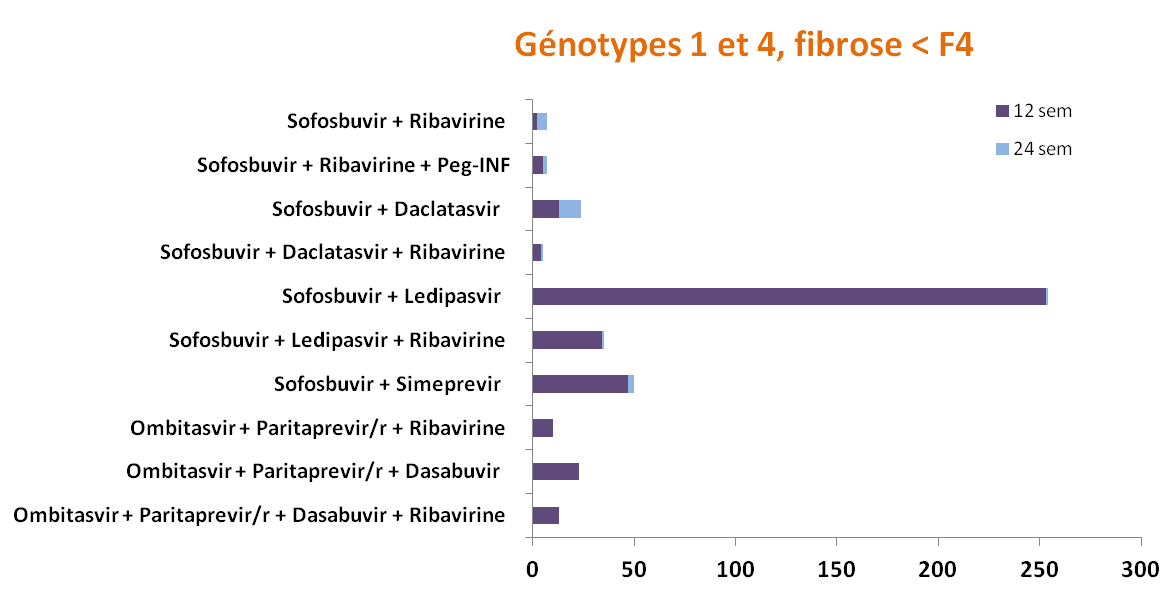 Génotypes 1 et 4, fibrose < F4
12 sem
24 sem
Sofosbuvir + Ribavirine
Sofosbuvir + Ribavirine + Peg-INF
Sofosbuvir + Daclatasvir
Sofosbuvir + Daclatasvir + Ribavirine
Sofosbuvir + Ledipasvir
Sofosbuvir + Ledipasvir + Ribavirine
Sofosbuvir + Simeprevir
Ombitasvir + Paritaprevir/r + Ribavirine
Ombitasvir + Paritaprevir/r + Dasabuvir
Ombitasvir + Paritaprevir/r + Dasabuvir + Ribavirine
0 50 100 150 200 250 300